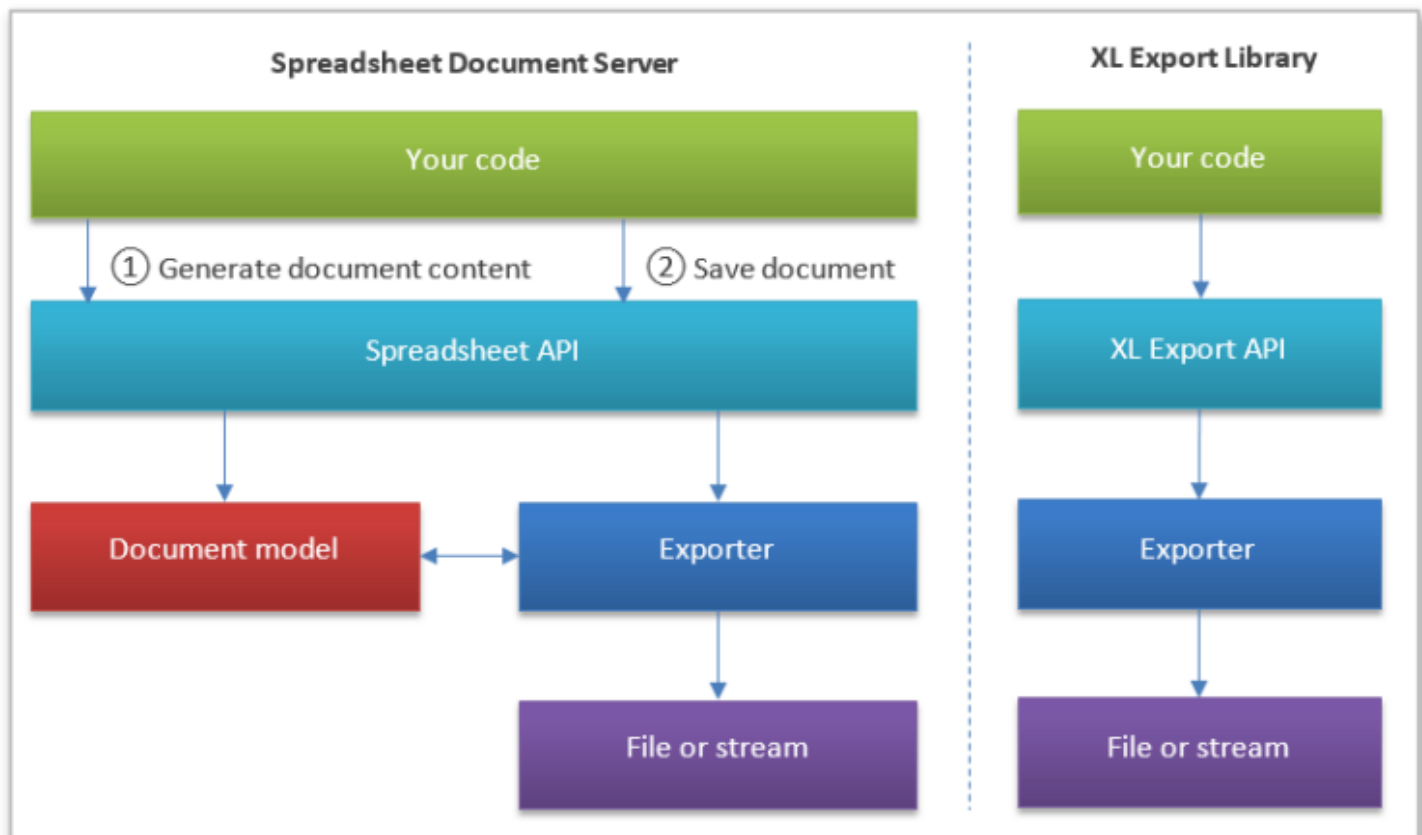 Spreadsheet Document Server
XL Export Library
Your code
Your code
① Generate document content
② Save document
Spreadsheet API
XL Export API
Document model
Exporter
Exporter
File or stream
File or stream